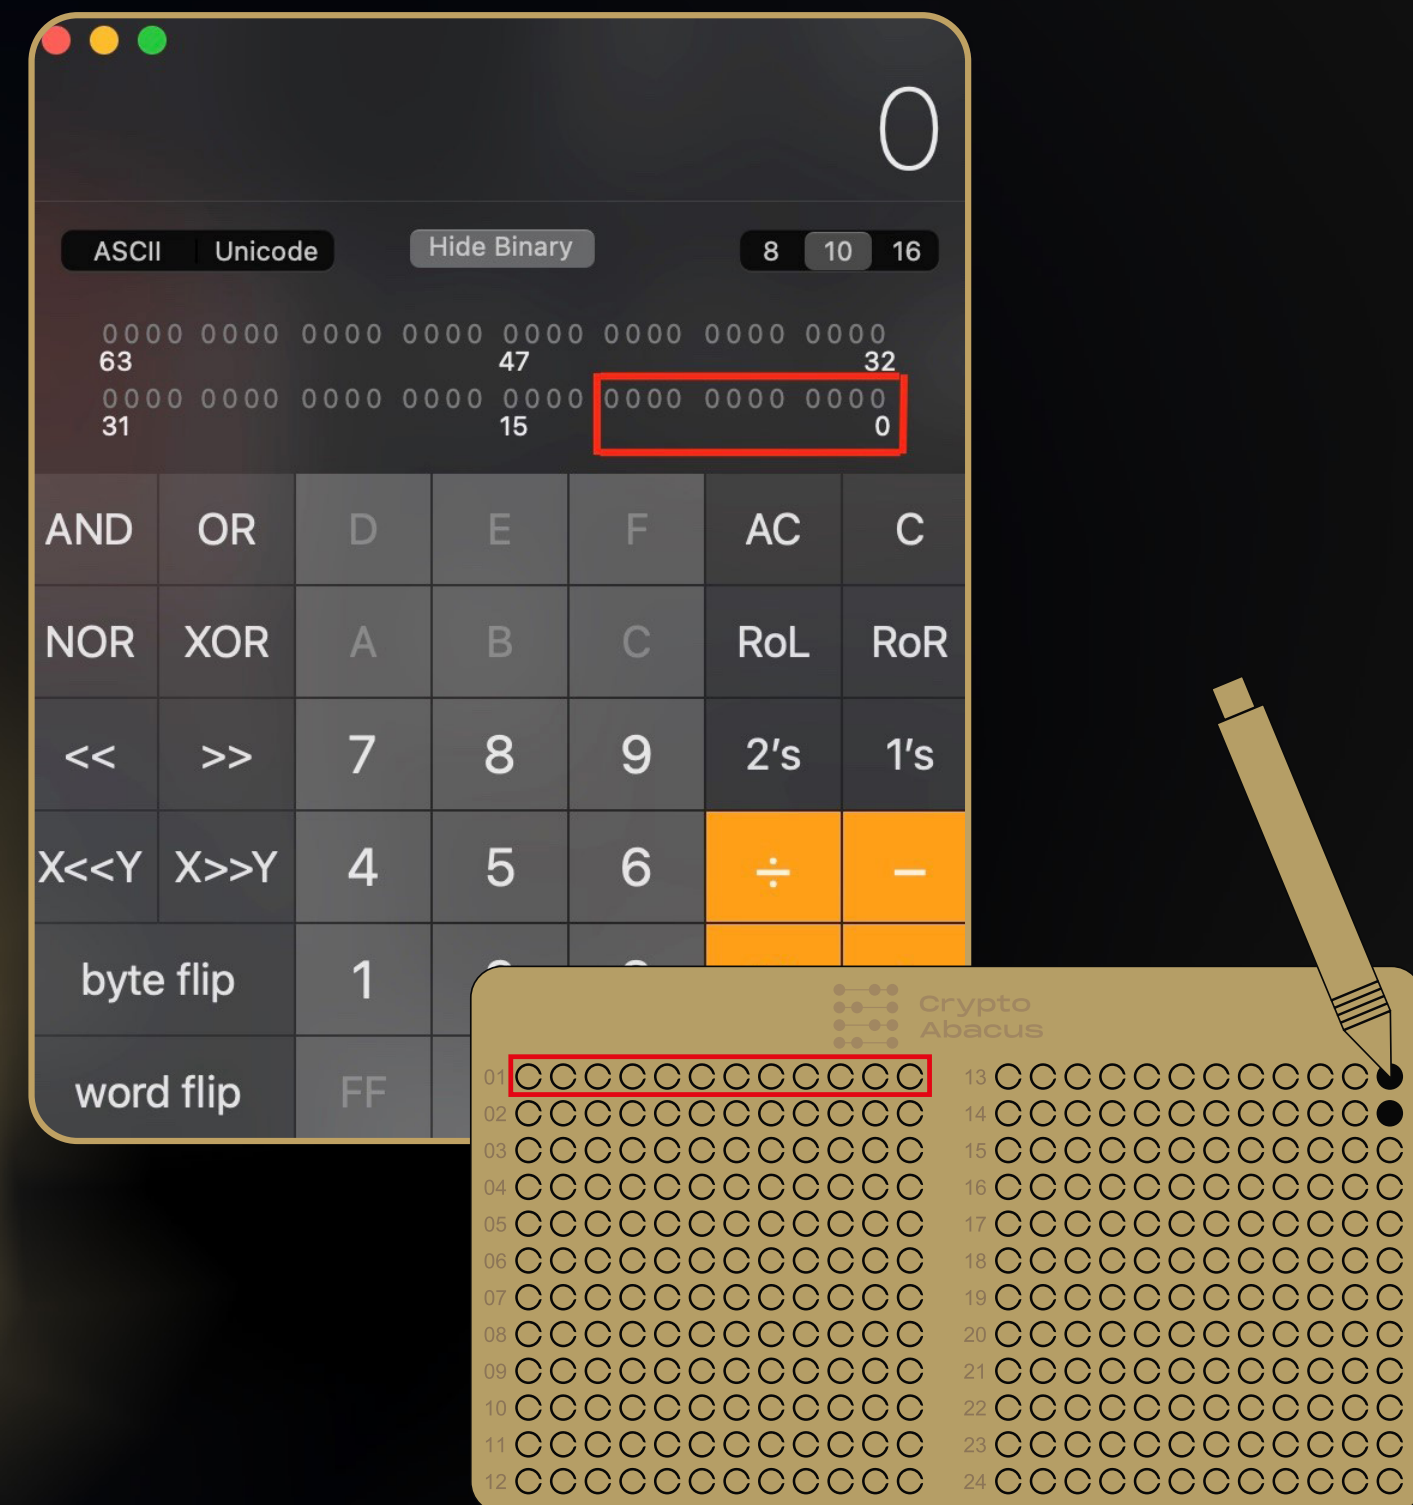 0
ASCII Unicode Hide Binary 8 10 16
0000 0000 0000 0000 0000 0000 0000 0000
63 47 32
0000 0000 0000 0000 0000 0000 0000 0000
31 15 0
AND OR D E F AC C
NOR XOR A B C RoL RoR
<< >> 7 8 9 2's 1's
X<<Y X>>Y 4 5 6 ÷ −
byte flip 1
word flip FF
Crypto
Abacus
01 13
02 14
03 15
04 16
05 17
06 18
07 19
08 20
09 21
10 22
11 23
12 24